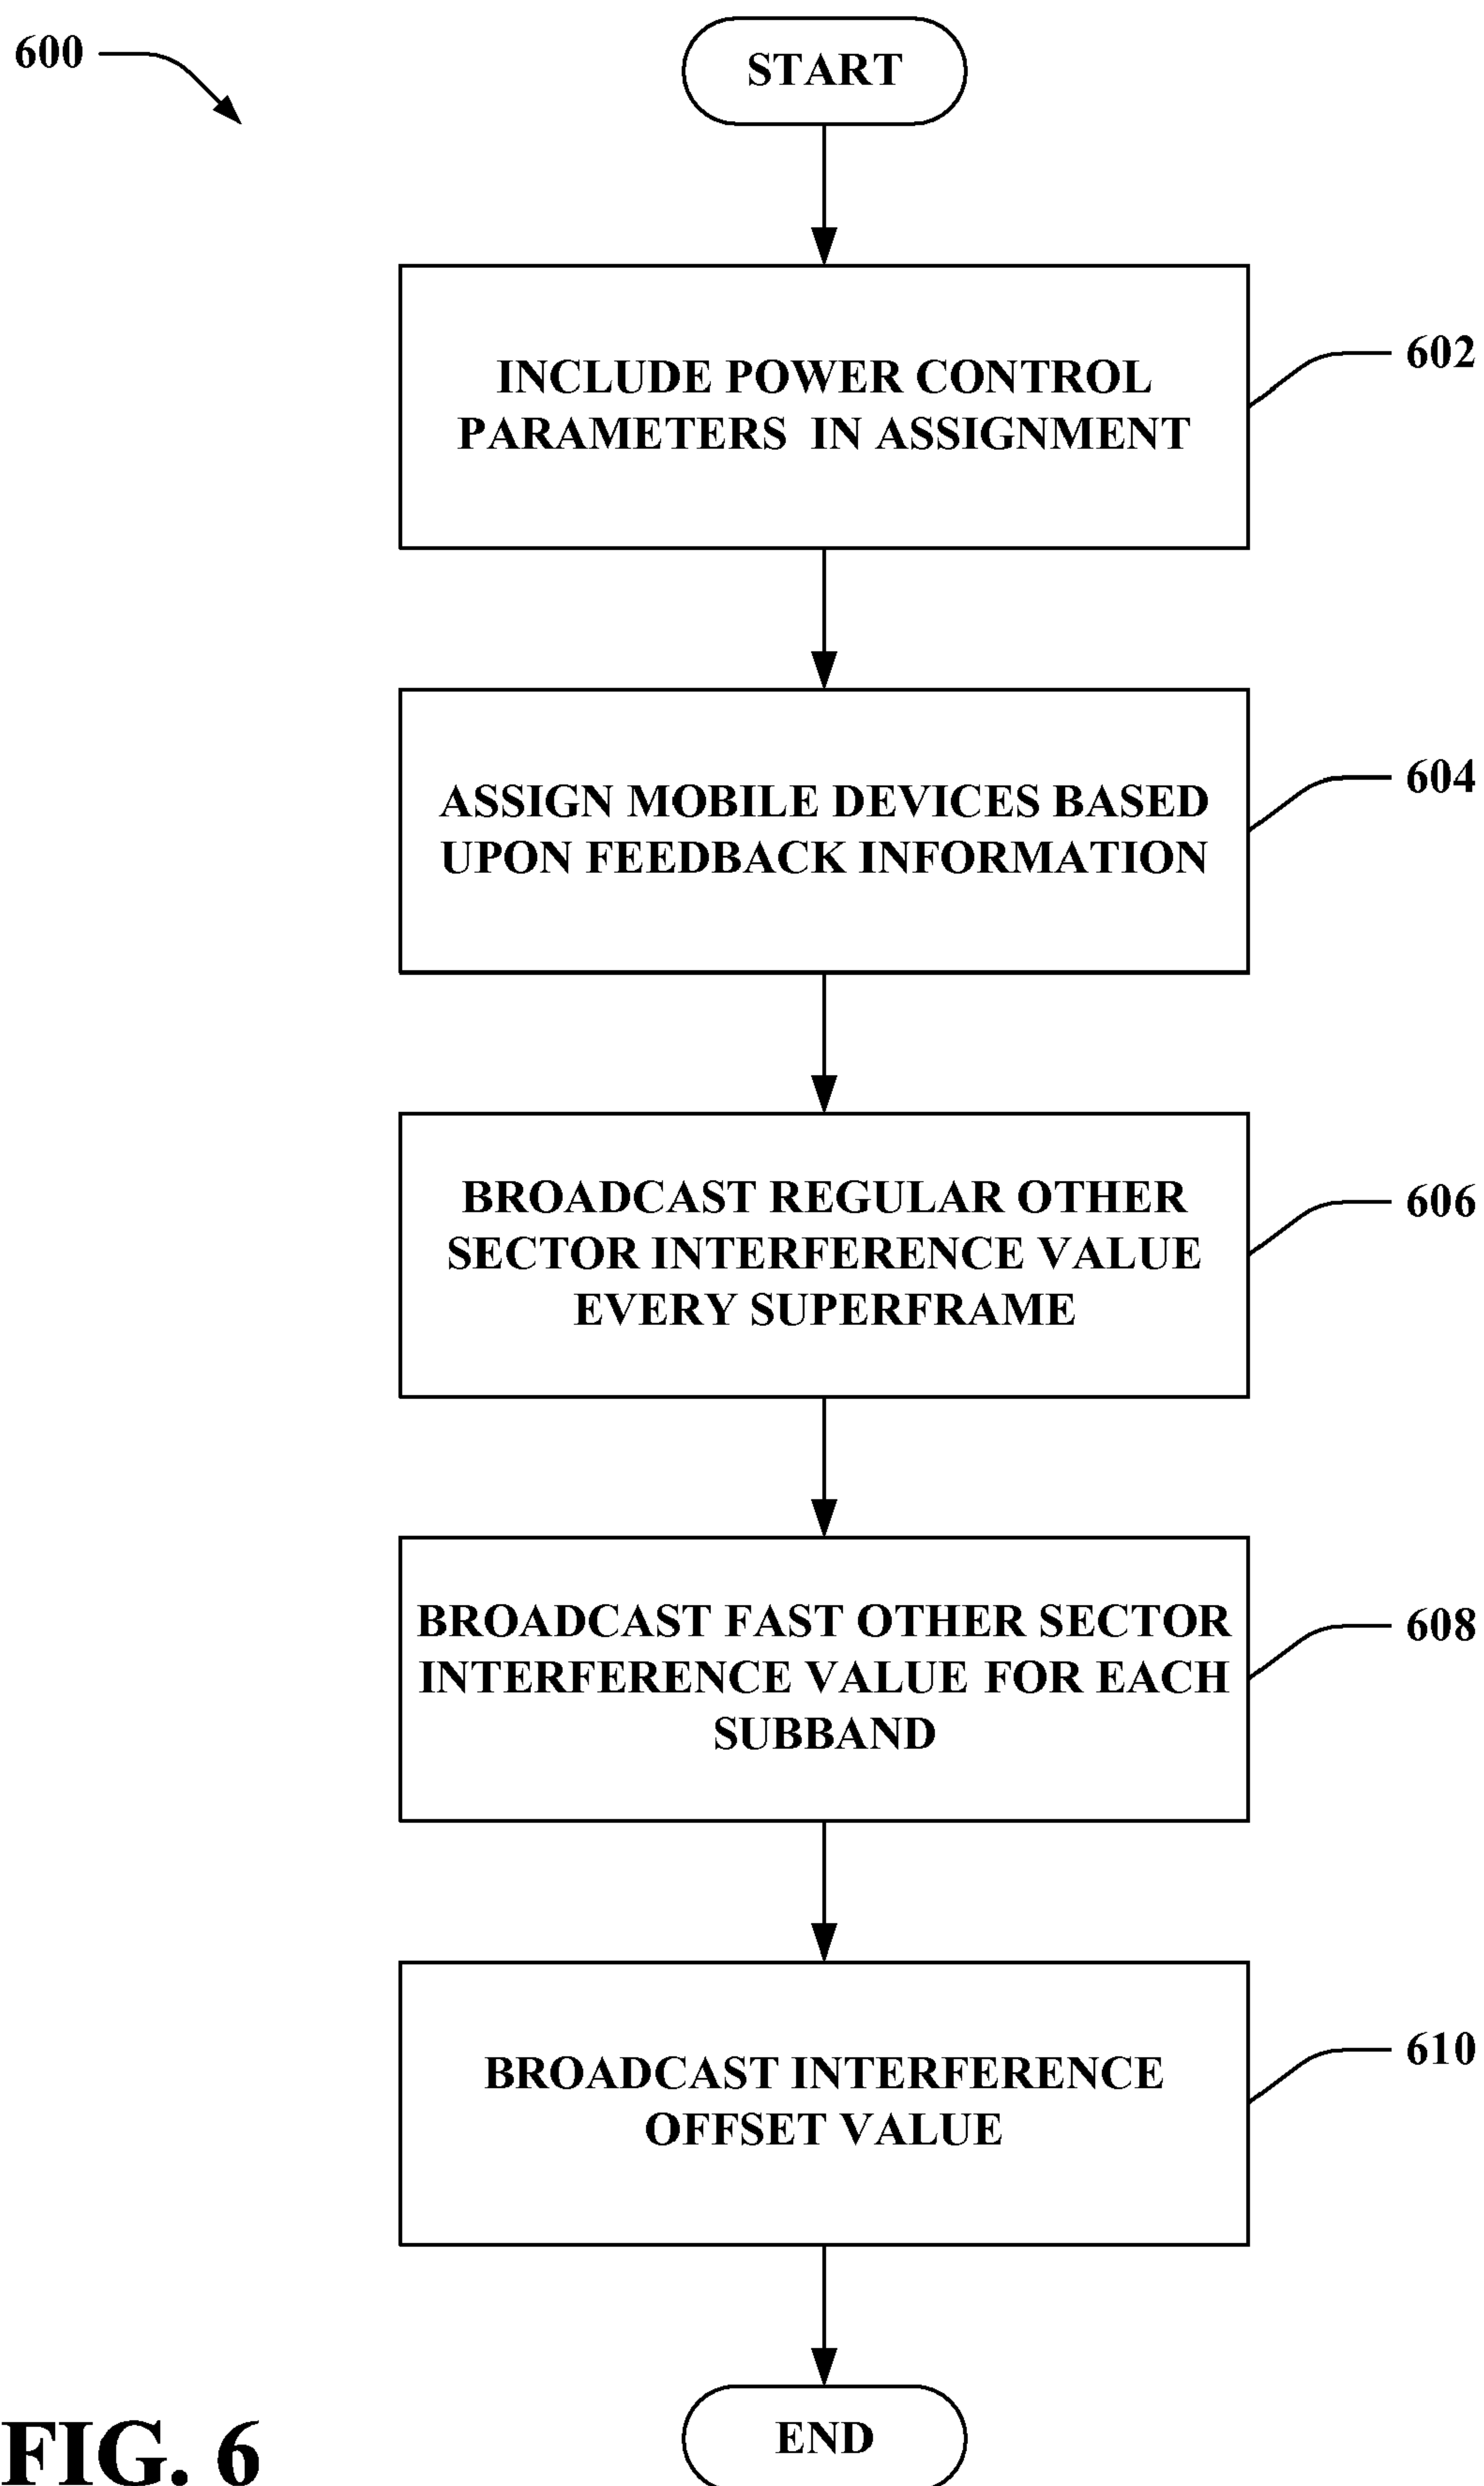 600
START
INCLUDE POWER CONTROL
PARAMETERS IN ASSIGNMENT
602
ASSIGN MOBILE DEVICES BASED
UPON FEEDBACK INFORMATION
604
BROADCAST REGULAR OTHER
SECTOR INTERFERENCE VALUE
EVERY SUPERFRAME
606
BROADCAST FAST OTHER SECTOR
INTERFERENCE VALUE FOR EACH
SUBBAND
608
BROADCAST INTERFERENCE
OFFSET VALUE
610
END
FIG. 6